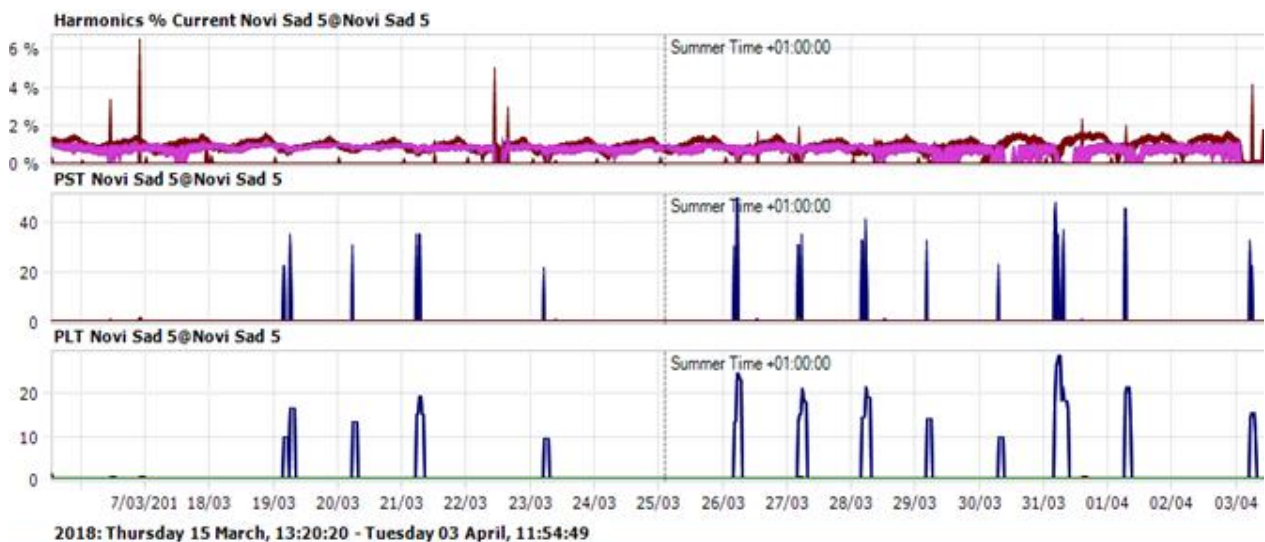 Harmonics % Current Novi Sad 5@Novi Sad 5
6 %
4 %
2 %
0 %
Summer Time +01:00:00
PST Novi Sad 5@Novi Sad 5
40
20
0
Summer Time +01:00:00
PLT Novi Sad 5@Novi Sad 5
20
10
0
Summer Time +01:00:00
7/03/201 18/03 19/03 20/03 21/03 22/03 23/03 24/03 25/03 26/03 27/03 28/03 29/03 30/03 31/03 01/04 02/04 03/04
2018: Thursday 15 March, 13:20:20 - Tuesday 03 April, 11:54:49